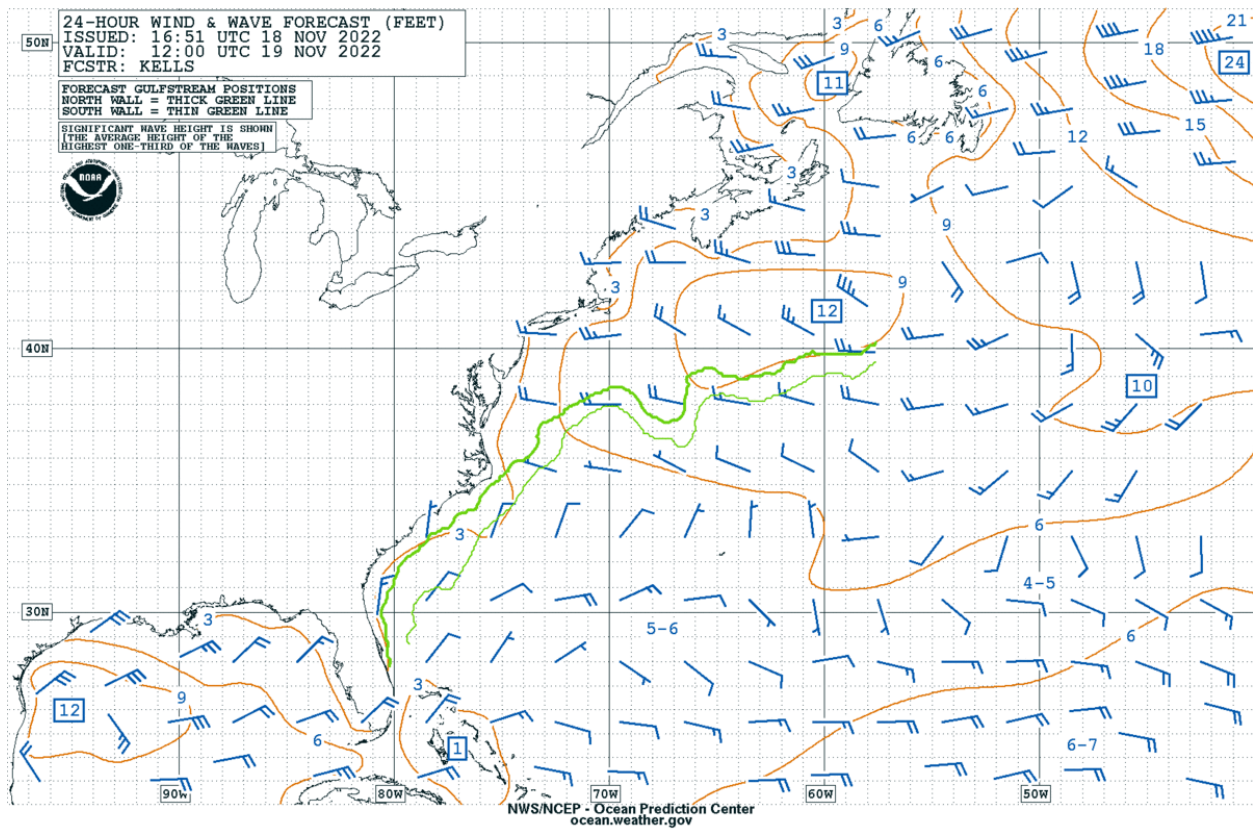 24-HOUR WIND & WAVE FORECAST (FEET)
ISSUED: 16:51 UTC 18 NOV 2022
VALID: 12:00 UTC 19 NOV 2022
FCSTR: KELLS
FORECAST GULFSTREAM POSITIONS
NORTH WALL = THICK GREEN LINE
SOUTH WALL = THIN GREEN LINE
SIGNIFICANT WAVE HEIGHT IS SHOWN
[THE AVERAGE HEIGHT OF THE
HIGHEST ONE-THIRD OF THE WAVES]
NOAA
50N
3
3
6
6
21
9
18
24
11
6
6
6
15
12
3
3
9
3
9
12
40N
10
3
6
4-5
30N
3
5-6
6
3
9
12
6
1
6-7
90W
80W
70W
60W
50W
NWS/NCEP - Ocean Prediction Center
ocean.weather.gov